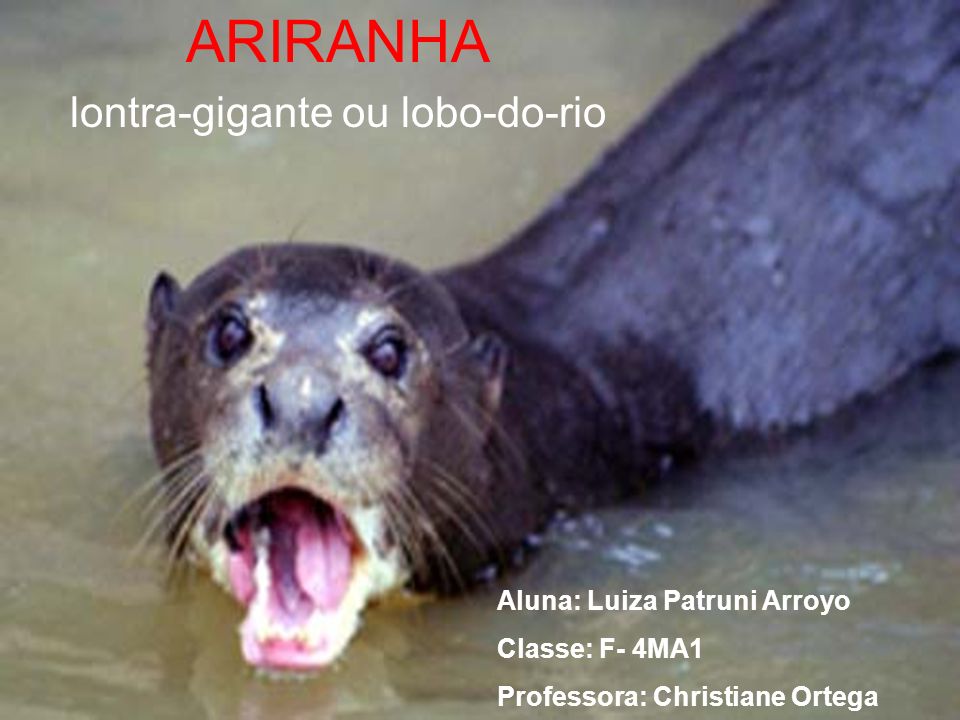 ARIRANHA
lontra-gigante ou lobo-do-rio
Aluna: Luiza Patruni Arroyo
Classe: F- 4MA1
Professora: Christiane Ortega